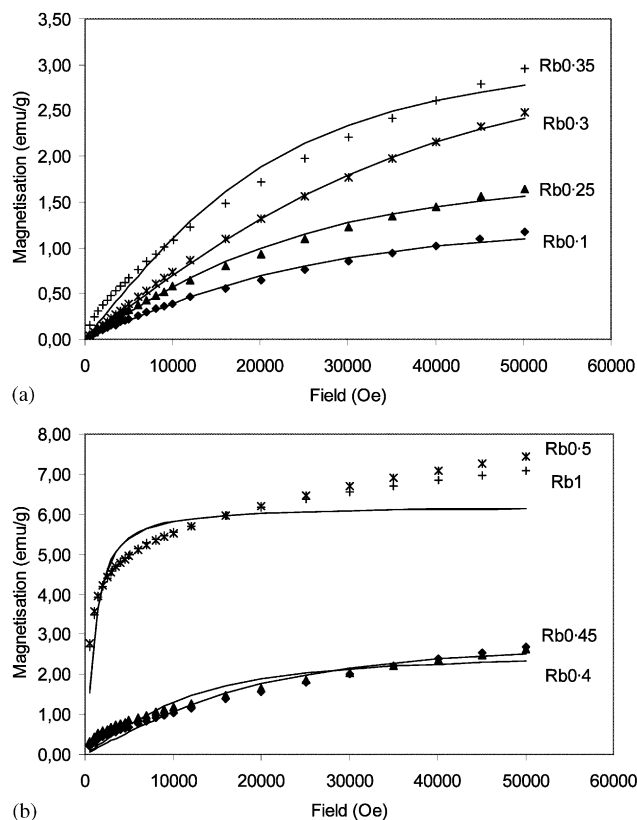 3,50
3,00
2,50
2,00
1,50
1,00
0,50
0,00
Magnetisation (emu/g)
Rb0·35
Rb0·3
Rb0·25
Rb0·1
0 10000 20000 30000 40000 50000 60000
Field (Oe)
(a)
8,00
7,00
6,00
5,00
4,00
3,00
2,00
1,00
0,00
Magnetisation (emu/g)
Rb0·5
Rb1
Rb0·45
Rb0·4
0 10000 20000 30000 40000 50000 60000
Field (Oe)
(b)